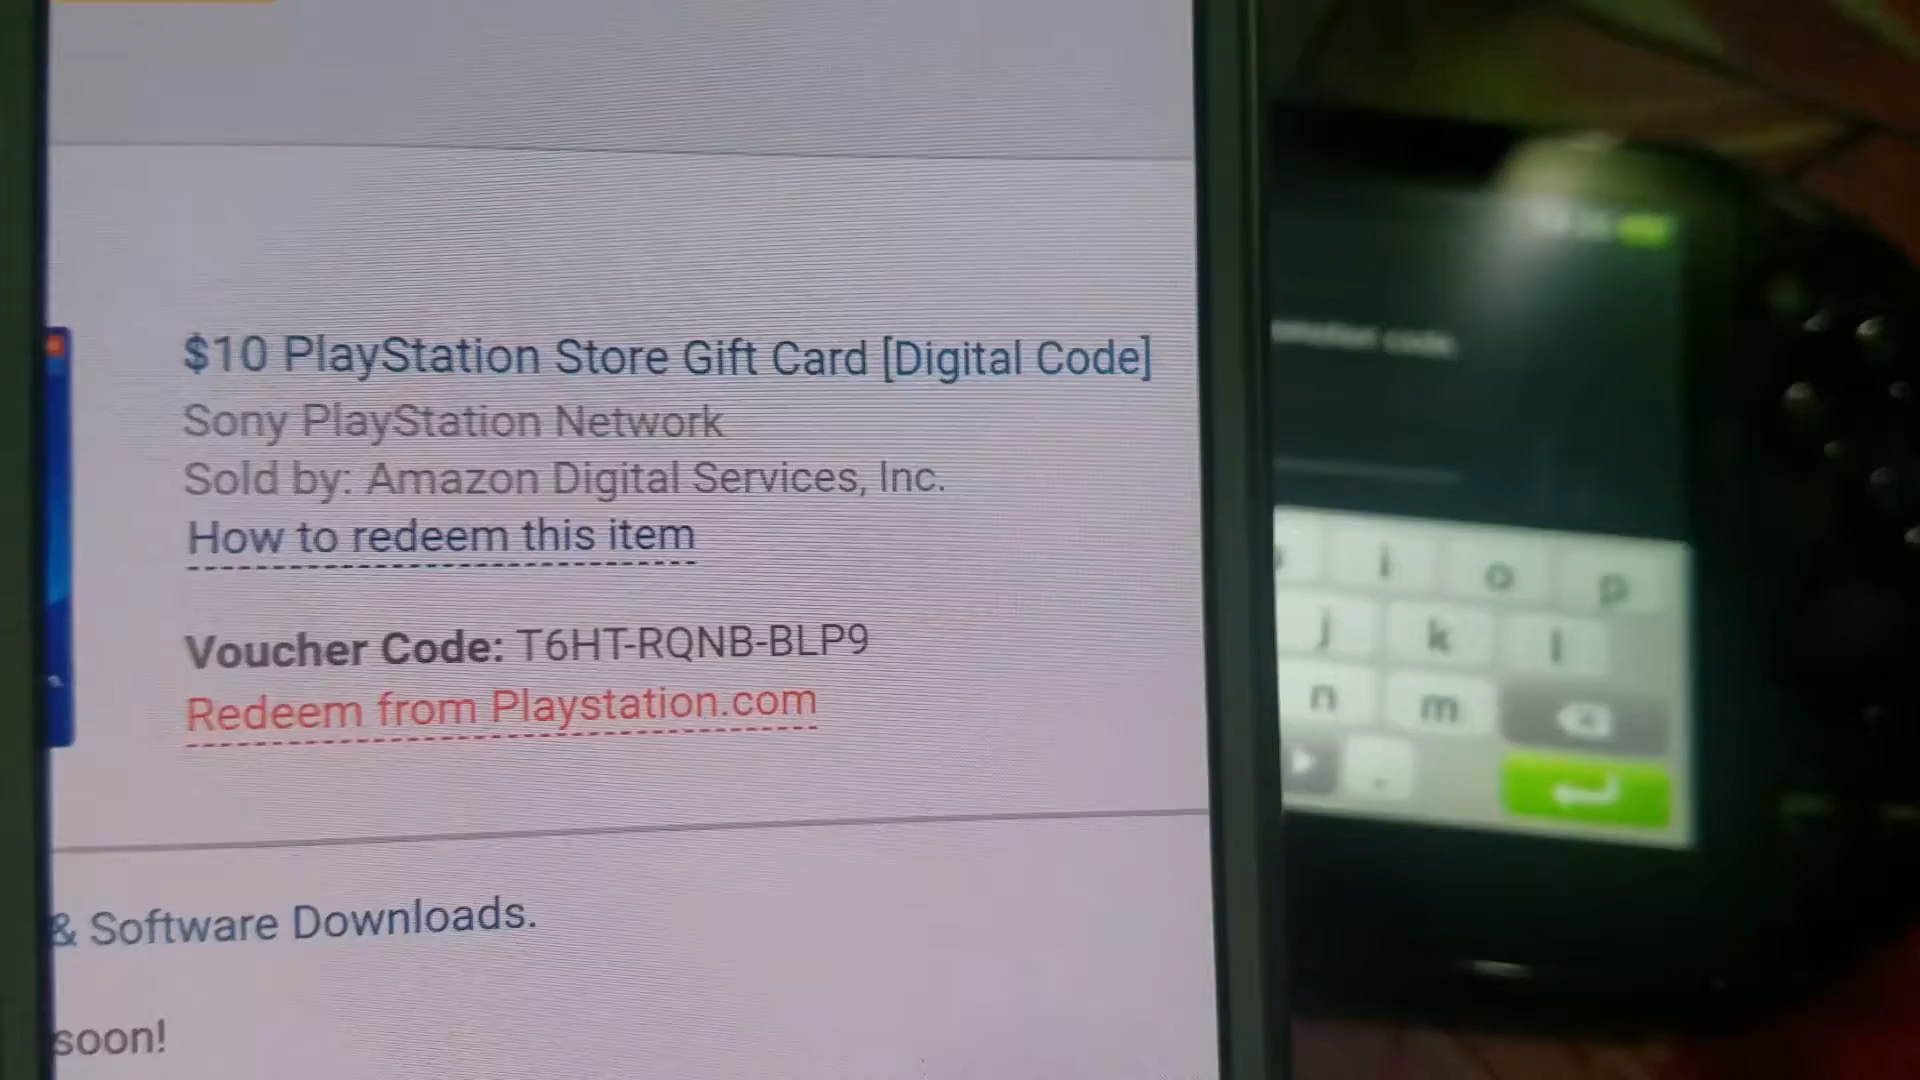 $10 PlayStation Store Gift Card [Digital Code]
Sony PlayStation Network
Sold by: Amazon Digital Services, Inc.
How to redeem this item
Voucher Code: T6HT-RQNB-BLP9
Redeem from Playstation.com
& Software Downloads.
soon!
code.
i o p
j k l
n m
.